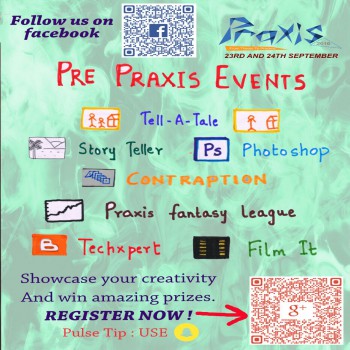 Follow us on
facebook
Praxis
23RD AND 24TH SEPTEMBER
PRE PRAXIS EVENTS
Tell-A-Tale
Story Teller
Ps Photoshop
CONTRAPTION
Praxis fantasy league
B Techxpert
Film It
Showcase your creativity
And win amazing prizes.
REGISTER NOW !
Pulse Tip : USE
g+